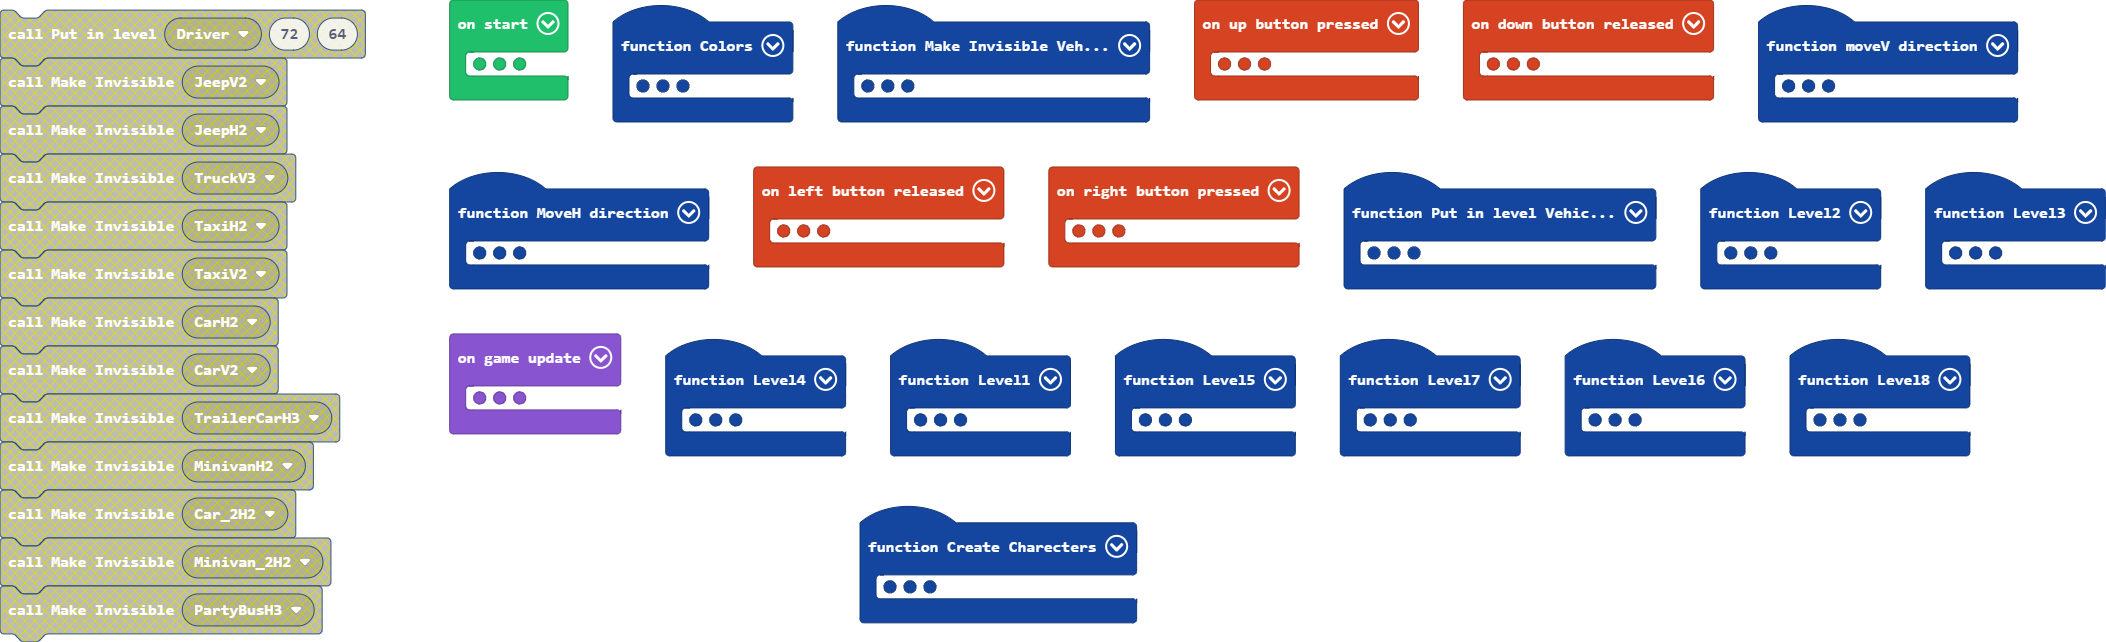 call Put in level Driver 72 64
call Make Invisible JeepV2
call Make Invisible JeepH2
call Make Invisible TruckV3
call Make Invisible TaxiH2
call Make Invisible TaxiV2
call Make Invisible CarH2
call Make Invisible CarV2
call Make Invisible TrailerCarH3
call Make Invisible MinivanH2
call Make Invisible Car_2H2
call Make Invisible Minivan_2H2
call Make Invisible PartyBusH3
on start
function Colors
function Make Invisible Veh...
on up button pressed
on down button released
function moveV direction
function MoveH direction
on left button released
on right button pressed
function Put in level Vehic...
function Level2
function Level3
on game update
function Level4
function Level1
function Level5
function Level7
function Level6
function Level8
function Create Charecters